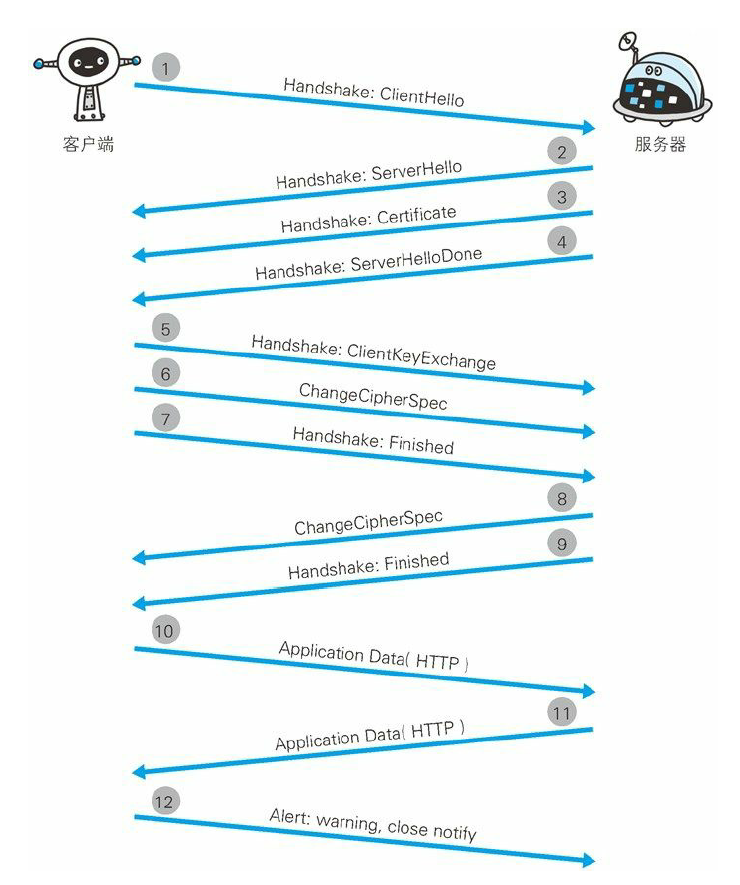 1
Handshake: ClientHello
客户端
服务器
2
Handshake: ServerHello
3
Handshake: Certificate
4
Handshake: ServerHelloDone
5
Handshake: ClientKeyExchange
6
ChangeCipherSpec
7
Handshake: Finished
8
ChangeCipherSpec
9
Handshake: Finished
10
Application Data( HTTP )
11
Application Data( HTTP )
12
Alert: warning, close notify